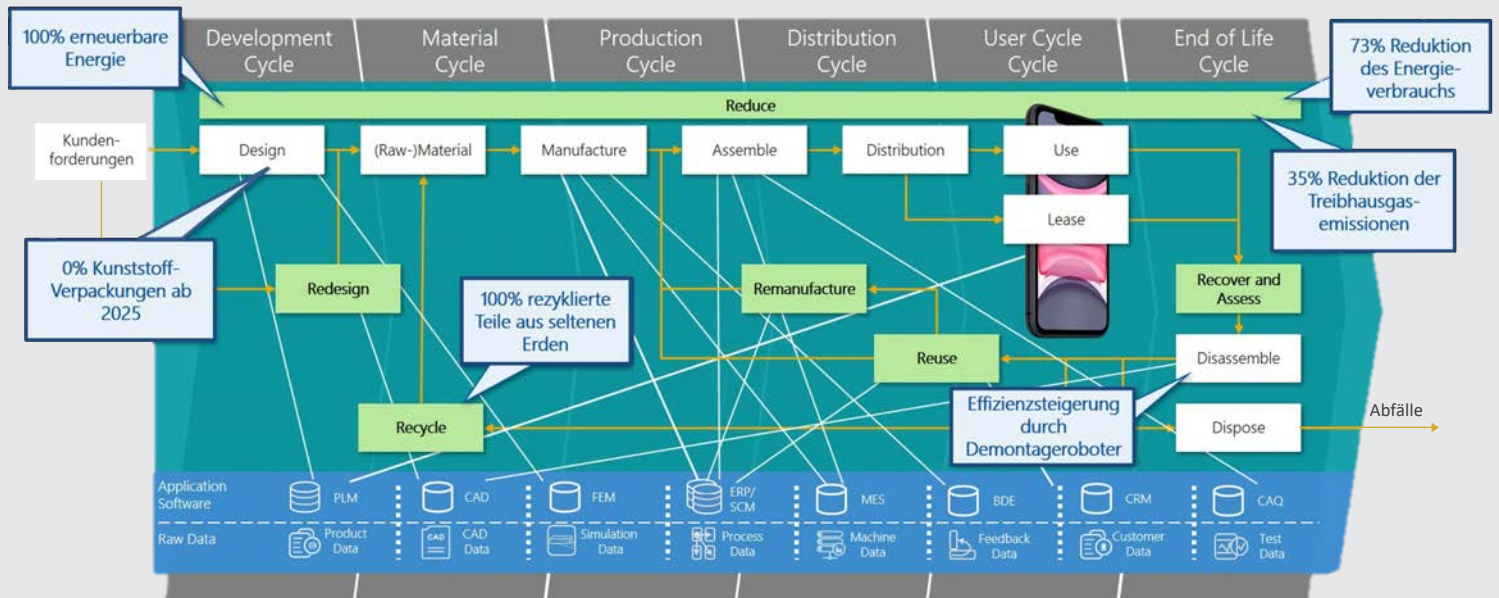 100% erneuerbare
Energie
Development
Cycle
Material
Cycle
Production
Cycle
Distribution
Cycle
User Cycle
Cycle
End of Life
Cycle
73% Reduktion
des Energie-
verbrauchs
Reduce
Kunden-
forderungen
Design
(Raw-)Material
Manufacture
Assemble
Distribution
Use
Lease
35% Reduktion der
Treibhausgas-
emissionen
0% Kunststoff-
Verpackungen ab
2025
Redesign
100% rezyklierte
Teile aus seltenen
Erden
Remanufacture
Recover and
Assess
Reuse
Disassemble
Recycle
Effizienzsteigerung
durch
Demontageroboter
Dispose
Abfälle
Application
Software
PLM
CAD
FEM
ERP/
SCM
MES
BDE
CRM
CAQ
Raw Data
Product
Data
CAD
CAD
Data
Simulation
Data
Process
Data
Machine
Data
Feedback
Data
Customer
Data
Test
Data